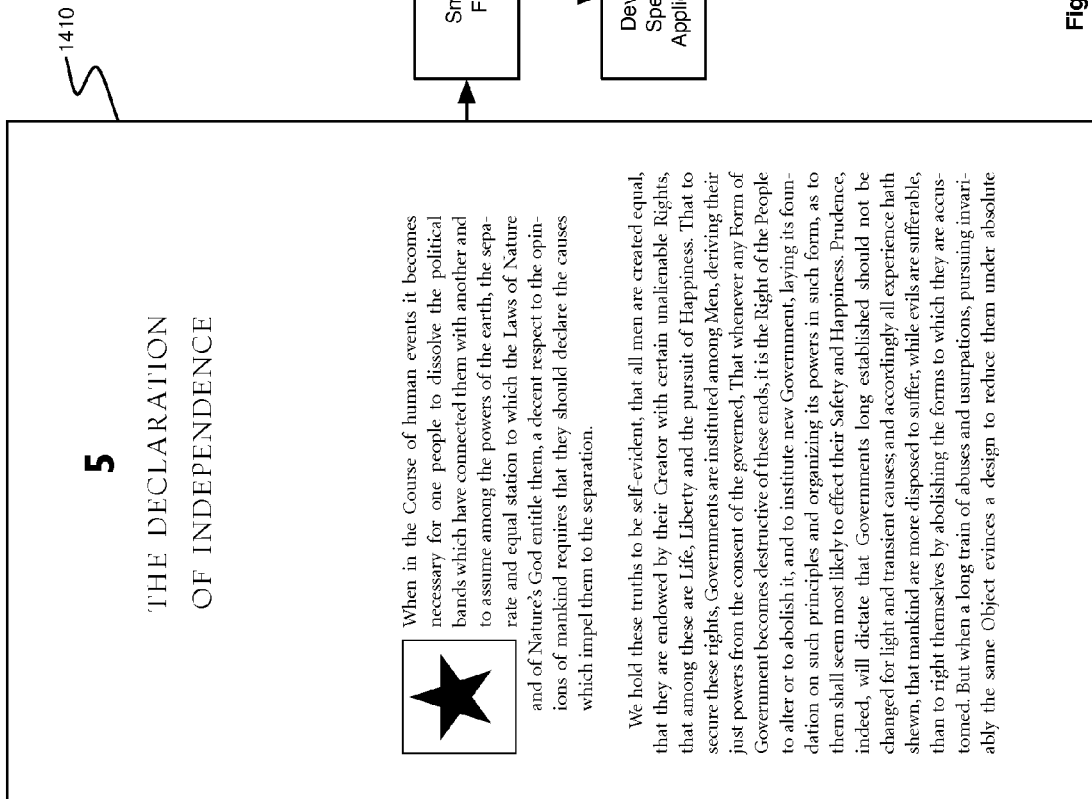 1410
5
THE DECLARATION
OF INDEPENDENCE
When in the Course of human events it becomes
necessary for one people to dissolve the political
bands which have connected them with another and
to assume among the powers of the earth, the sepa-
rate and equal station to which the Laws of Nature
and of Nature's God entitle them, a decent respect to the opin-
ions of mankind requires that they should declare the causes
which impel them to the separation.
We hold these truths to be self-evident, that all men are created equal,
that they are endowed by their Creator with certain unalienable Rights,
that among these are Life, Liberty and the pursuit of Happiness. That to
secure these rights, Governments are instituted among Men, deriving their
just powers from the consent of the governed, That whenever any Form of
Government becomes destructive of these ends, it is the Right of the People
to alter or to abolish it, and to institute new Government, laying its foun-
dation on such principles and organizing its powers in such form, as to
them shall seem most likely to effect their Safety and Happiness. Prudence,
indeed, will dictate that Governments long established should not be
changed for light and transient causes; and accordingly all experience hath
shewn, that mankind are more disposed to suffer, while evils are sufferable,
than to right themselves by abolishing the forms to which they are accus-
tomed. But when a long train of abuses and usurpations, pursuing invari-
ably the same Object evinces a design to reduce them under absolute
Sm
F
Dev
Spe
Appli
Fig